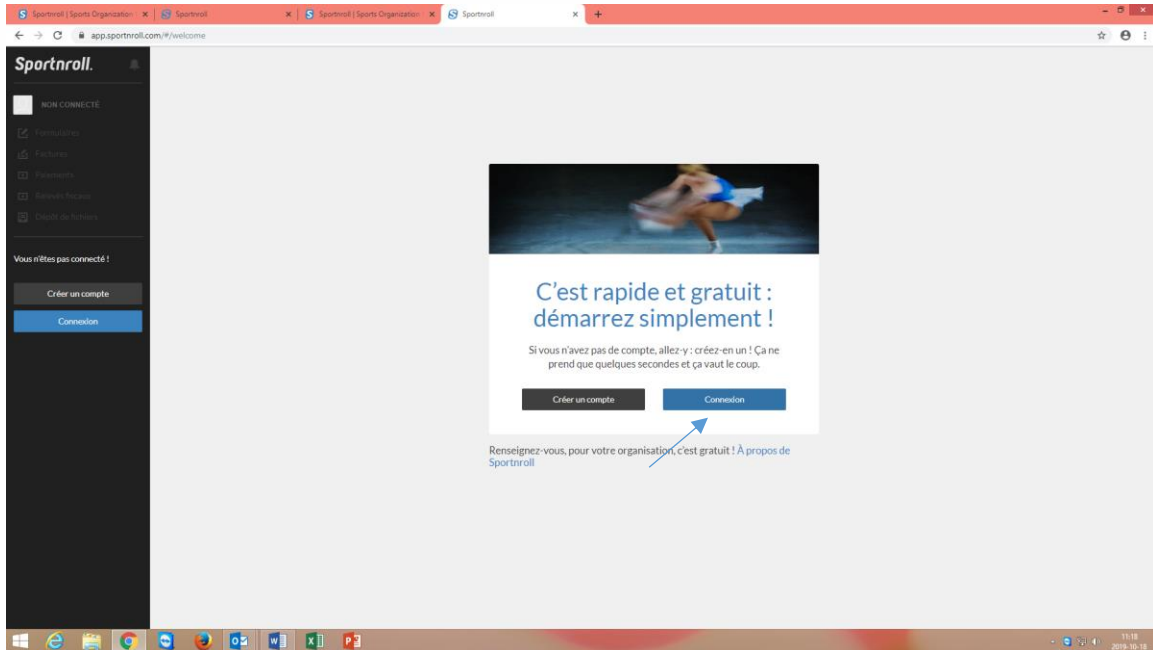 Sportnroll | Sports Organization
Sportnroll
Sportnroll | Sports Organization
Sportnroll
app.sportnroll.com/#/welcome
Sportnroll.
NON CONNECTÉ
Formulaires
Factures
Paiements
Relevés fiscaux
Dépôt de fichiers
Vous n'êtes pas connecté !
Créer un compte
Connexion
C'est rapide et gratuit :
démarrez simplement !
Si vous n'avez pas de compte, allez-y : créez-en un ! Ça ne
prend que quelques secondes et ça vaut le coup.
Créer un compte
Connexion
Renseignez-vous, pour votre organisation, c'est gratuit ! À propos de
Sportnroll
11:18
2019-10-18